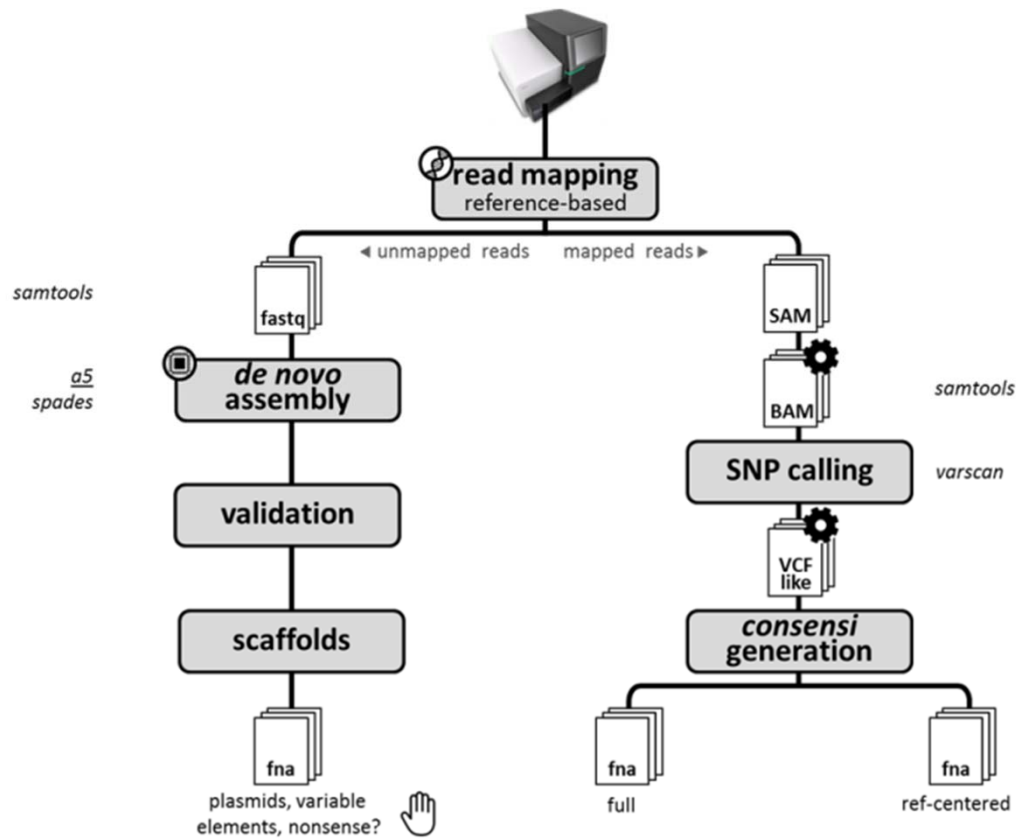 read mapping
reference-based
◄ unmapped reads mapped reads ►
samtools
fastq
SAM
a5
spades
de novo
assembly
BAM
samtools
SNP calling
varscan
validation
VCF
like
scaffolds
consensi
generation
fna
plasmids, variable
elements, nonsense?
fna
full
fna
ref-centered